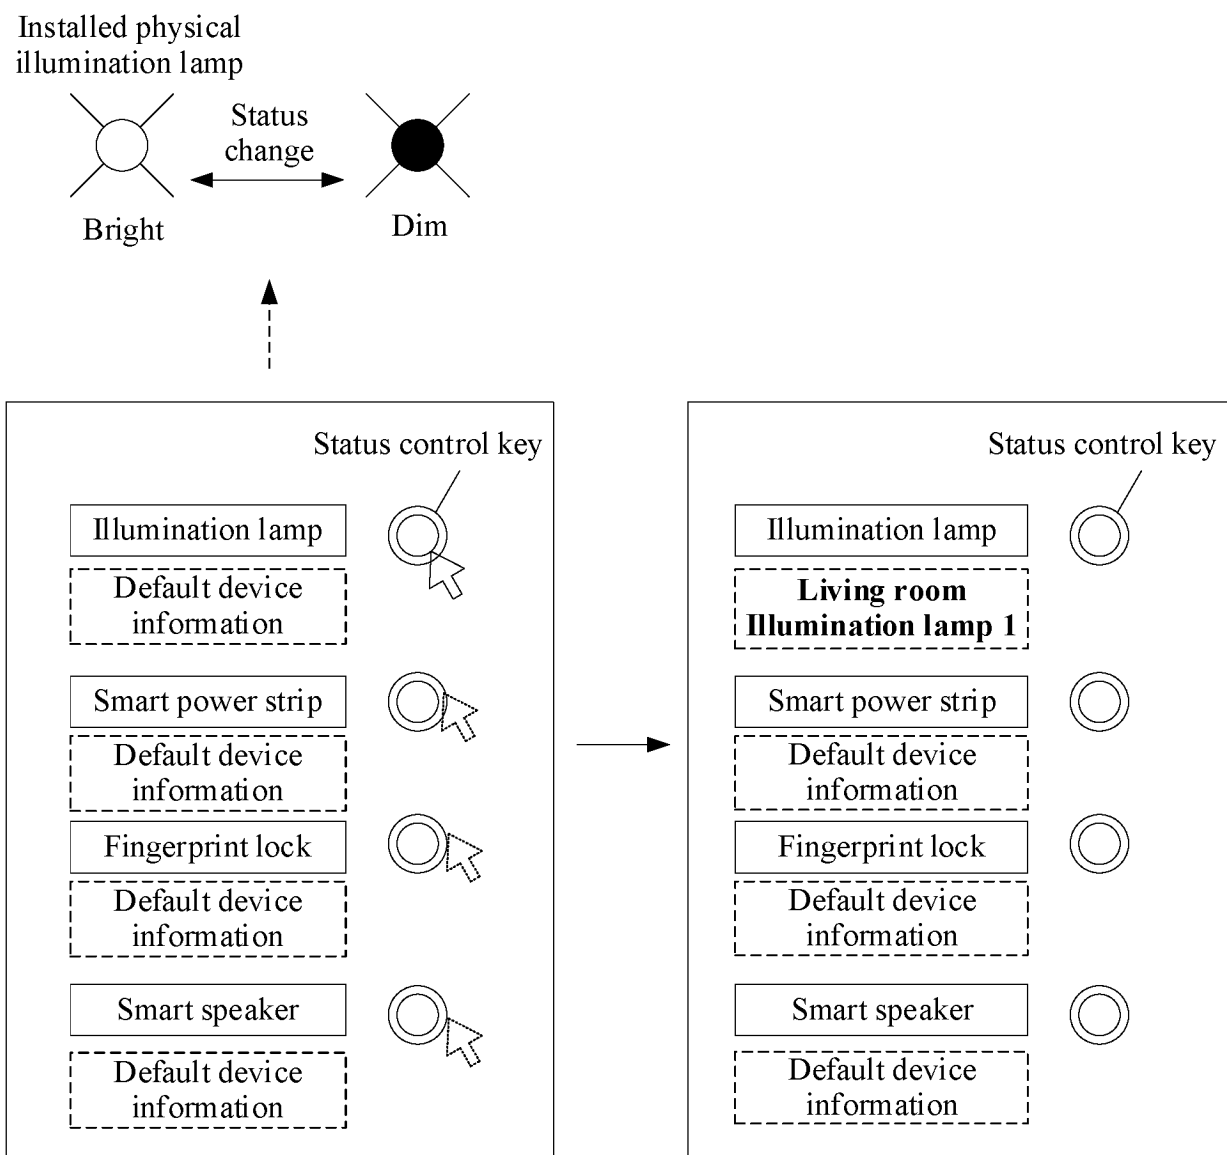 Installed physical
illumination lamp
Status
change
Bright
Dim
Status control key
Illumination lamp
Default device
information
Smart power strip
Default device
information
Fingerprint lock
Default device
information
Smart speaker
Default device
information
Status control key
Illumination lamp
Living room
Illumination lamp 1
Smart power strip
Default device
information
Fingerprint lock
Default device
information
Smart speaker
Default device
information